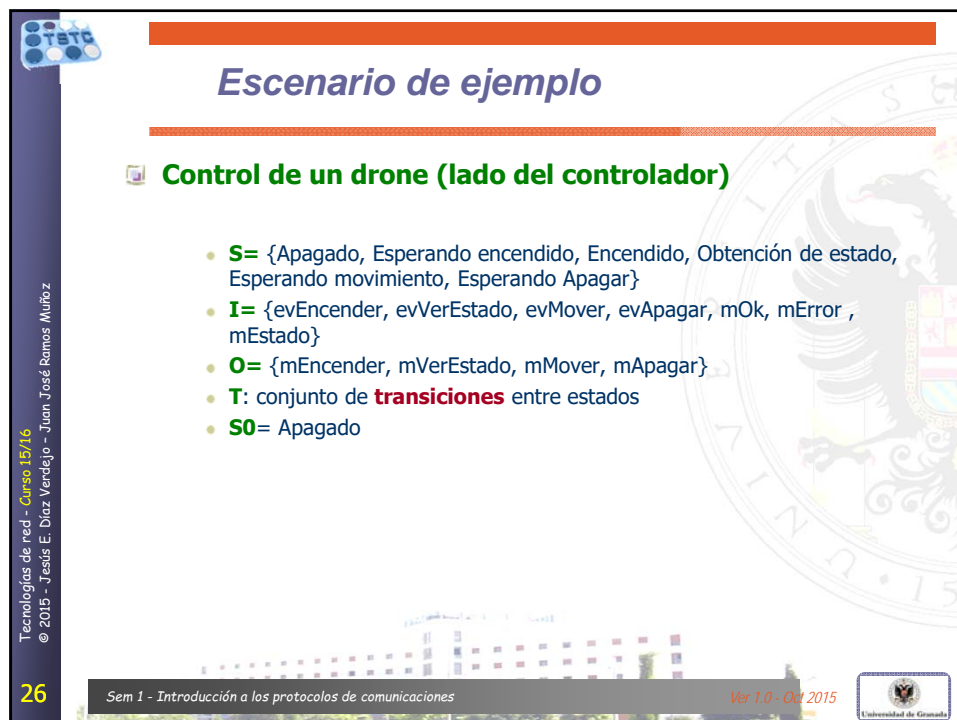 TSTC
Escenario de ejemplo
Control de un drone (lado del controlador)
S= {Apagado, Esperando encendido, Encendido, Obtención de estado,
Esperando movimiento, Esperando Apagar}
I= {evEncender, evVerEstado, evMover, evApagar, mOk, mError ,
mEstado}
O= {mEncender, mVerEstado, mMover, mApagar}
T: conjunto de transiciones entre estados
S0= Apagado
Tecnologías de red - Curso 15/16
© 2015 - Jesús E. Díaz Verdejo - Juan José Ramos Muñoz
26
Sem 1 - Introducción a los protocolos de comunicaciones
Ver 1.0 - Oct 2015
Universidad de Granada